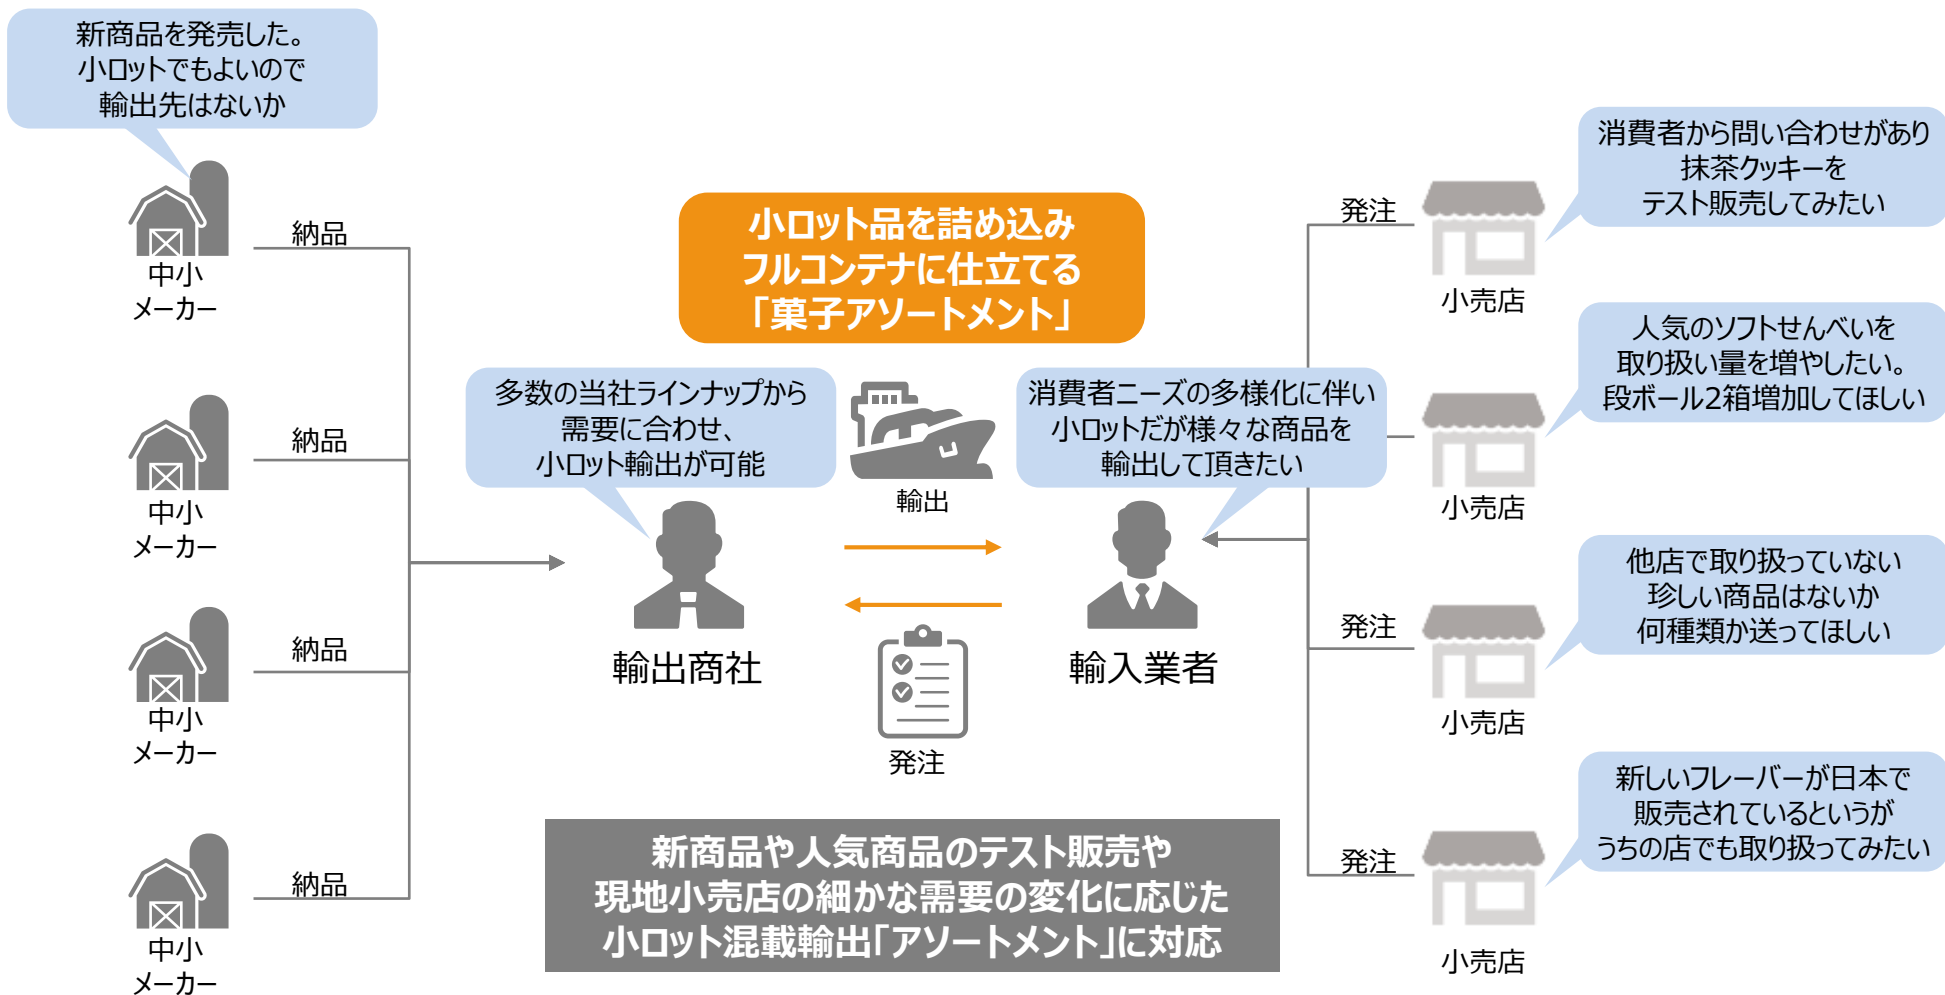 新商品を発売した。
小ロットでもよいので
輸出先はないか
中小
メーカー
納品
中小
メーカー
納品
中小
メーカー
納品
中小
メーカー
納品
小ロット品を詰め込み
フルコンテナに仕立てる
「菓子アソートメント」
多数の当社ラインナップから
需要に合わせ、
小ロット輸出が可能
輸出商社
輸出
発注
消費者ニーズの多様化に伴い
小ロットだが様々な商品を
輸出して頂きたい
輸入業者
新商品や人気商品のテスト販売や
現地小売店の細かな需要の変化に応じた
小ロット混載輸出「アソートメント」に対応
発注
小売店
消費者から問い合わせがあり
抹茶クッキーを
テスト販売してみたい
小売店
人気のソフトせんべいを
取り扱い量を増やしたい。
段ボール2箱増加してほしい
発注
小売店
他店で取り扱っていない
珍しい商品はないか
何種類か送ってほしい
発注
小売店
新しいフレーバーが日本で
販売されているというが
うちの店でも取り扱ってみたい